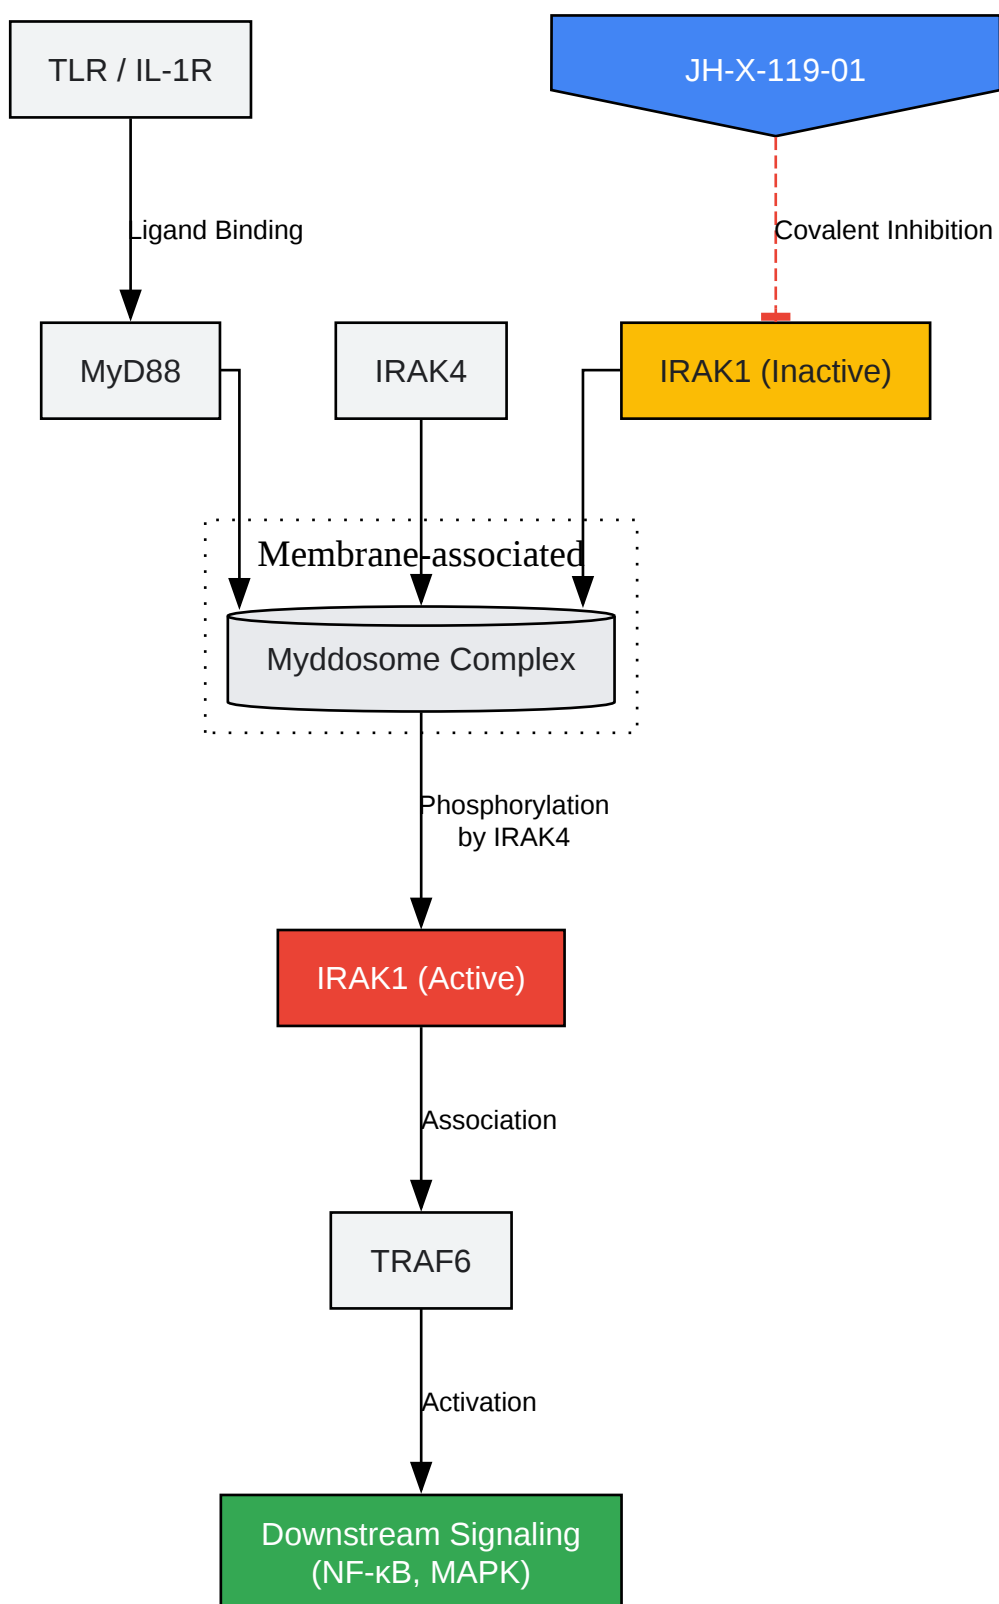 TLR / IL-1R
JH-X-119-01
Ligand Binding
Covalent Inhibition
MyD88
IRAK4
IRAK1 (Inactive)
Membrane-associated
Myddosome Complex
Phosphorylation
by IRAK4
IRAK1 (Active)
Association
TRAF6
Activation
Downstream Signaling
(NF-κB, MAPK)